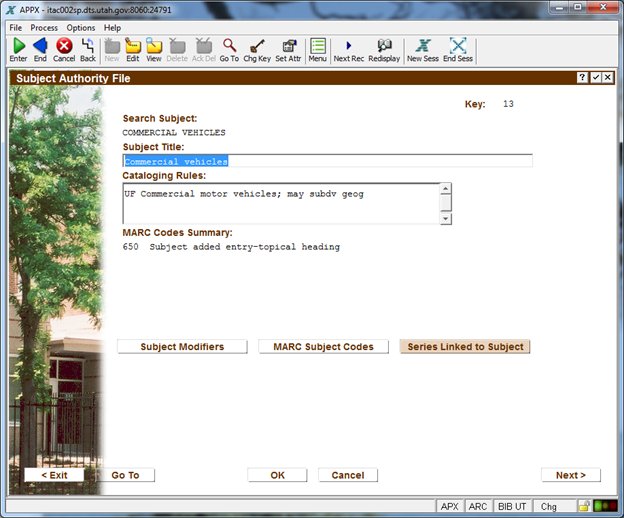 APPX - itac002sp.dts.utah.gov:8060:24791
File Process Options Help
Enter End Cancel Back New Edit View Delete Ack Del Go To Chg Key Set Attr Menu Next Rec Redisplay New Sess End Sess
Subject Authority File
Key: 13
Search Subject:
COMMERCIAL VEHICLES
Subject Title:
Commercial vehicles
Cataloging Rules:
UF Commercial motor vehicles; may subdv geog
MARC Codes Summary:
650 Subject added entry-topical heading
Subject Modifiers MARC Subject Codes Series Linked to Subject
< Exit Go To OK Cancel Next >
APX ARC BIB UT Chg